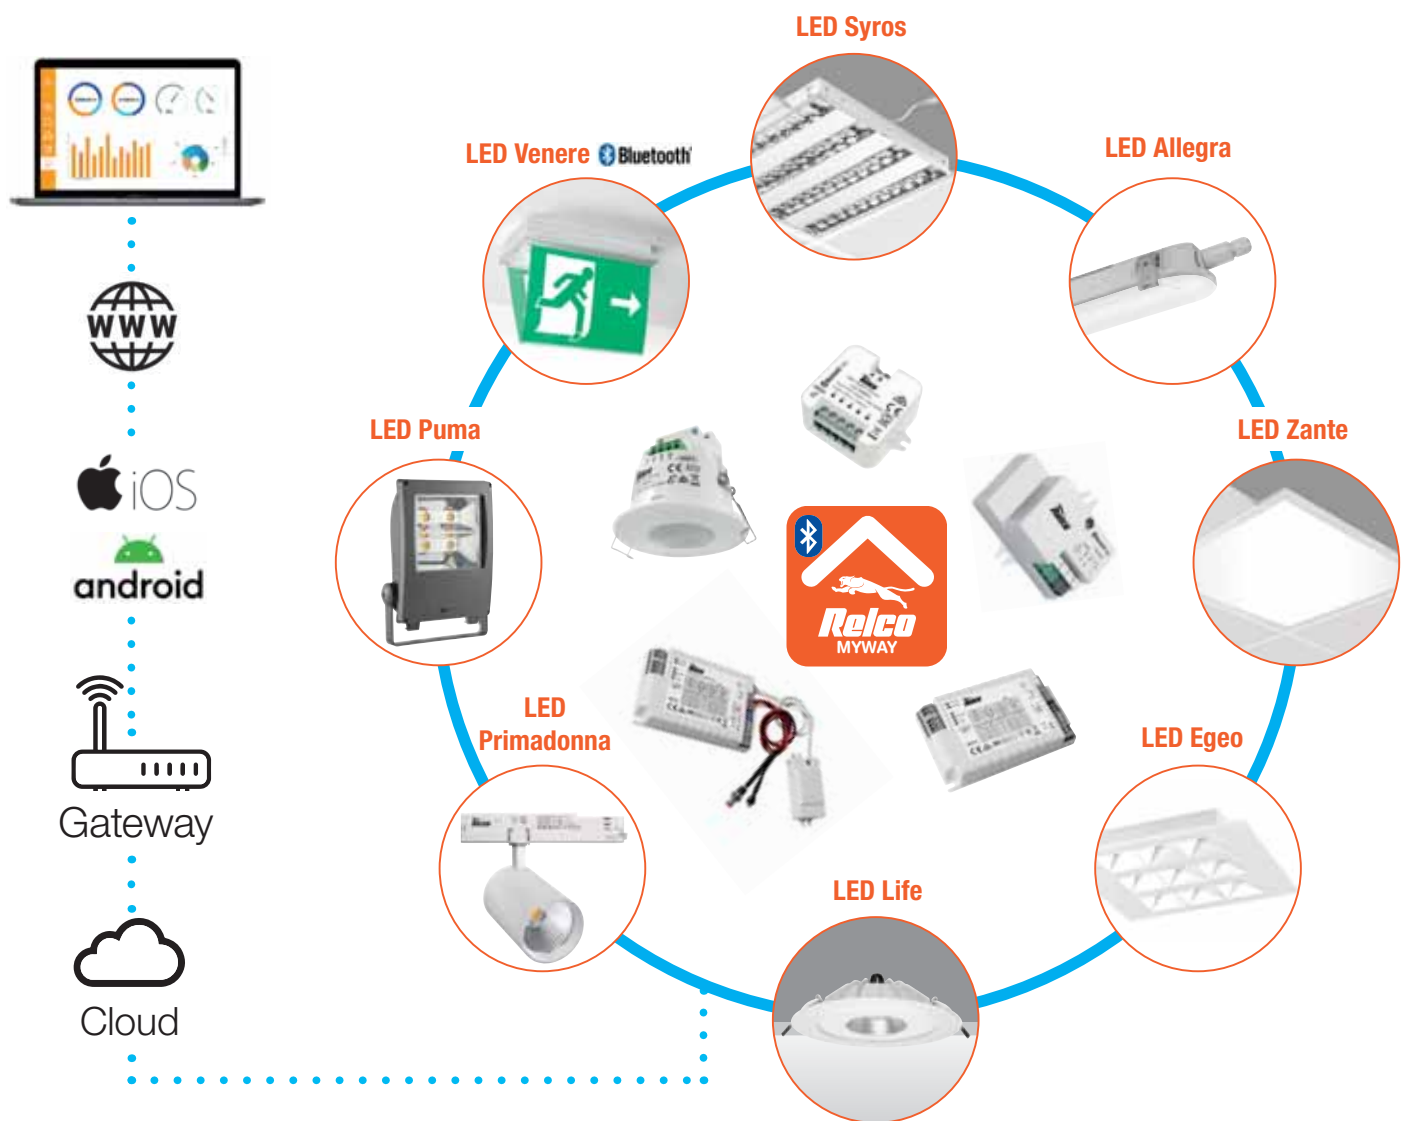 LED Syros
LED Venere Bluetooth
LED Allegra
WWW
LED Puma
LED Zante
iOS
android
Relco
MYWAY
LED
Primadonna
LED Egeo
Gateway
LED Life
Cloud